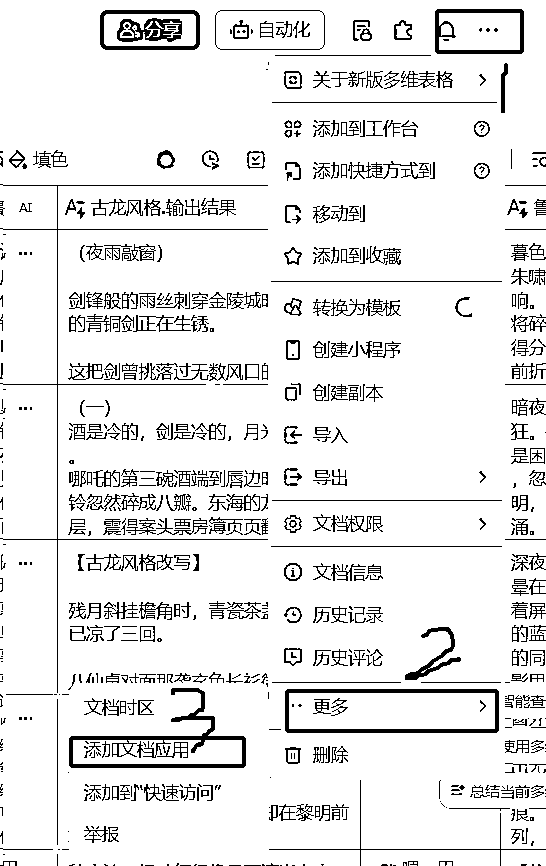 分享
自动化
关于新版多维表格
1
添加到工作台
填色
添加快捷方式到
AI
古龙风格.输出结果
移动到
（夜雨敲窗）
添加到收藏
暮色
朱啸
剑锋般的雨丝刺穿金陵城
转换为模板
响。
的青铜剑正在生锈。
将碎
创建小程序
得分
这把剑曾挑落过无数风口的
创建副本
前折
（一）
暗夜
酒是冷的，剑是冷的，月
导入
狂。
。
是困
哪吒的第三碗酒端到唇边
导出
，忽
铃忽然碎成八瓣。东海的
明，
层，震得案头票房簿页页
文档权限
涌。
【古龙风格改写】
文档信息
深夜
晕在
残月斜挂檐角时，青瓷茶
历史记录
着屏
已凉了三回。
的蓝
历史评论
2
的同
文档时区
3
更多
智能查
添加文档应用
删除
使用多
添加到“快速访问”
总结当前多
却在黎明前
痕。
举报
列，